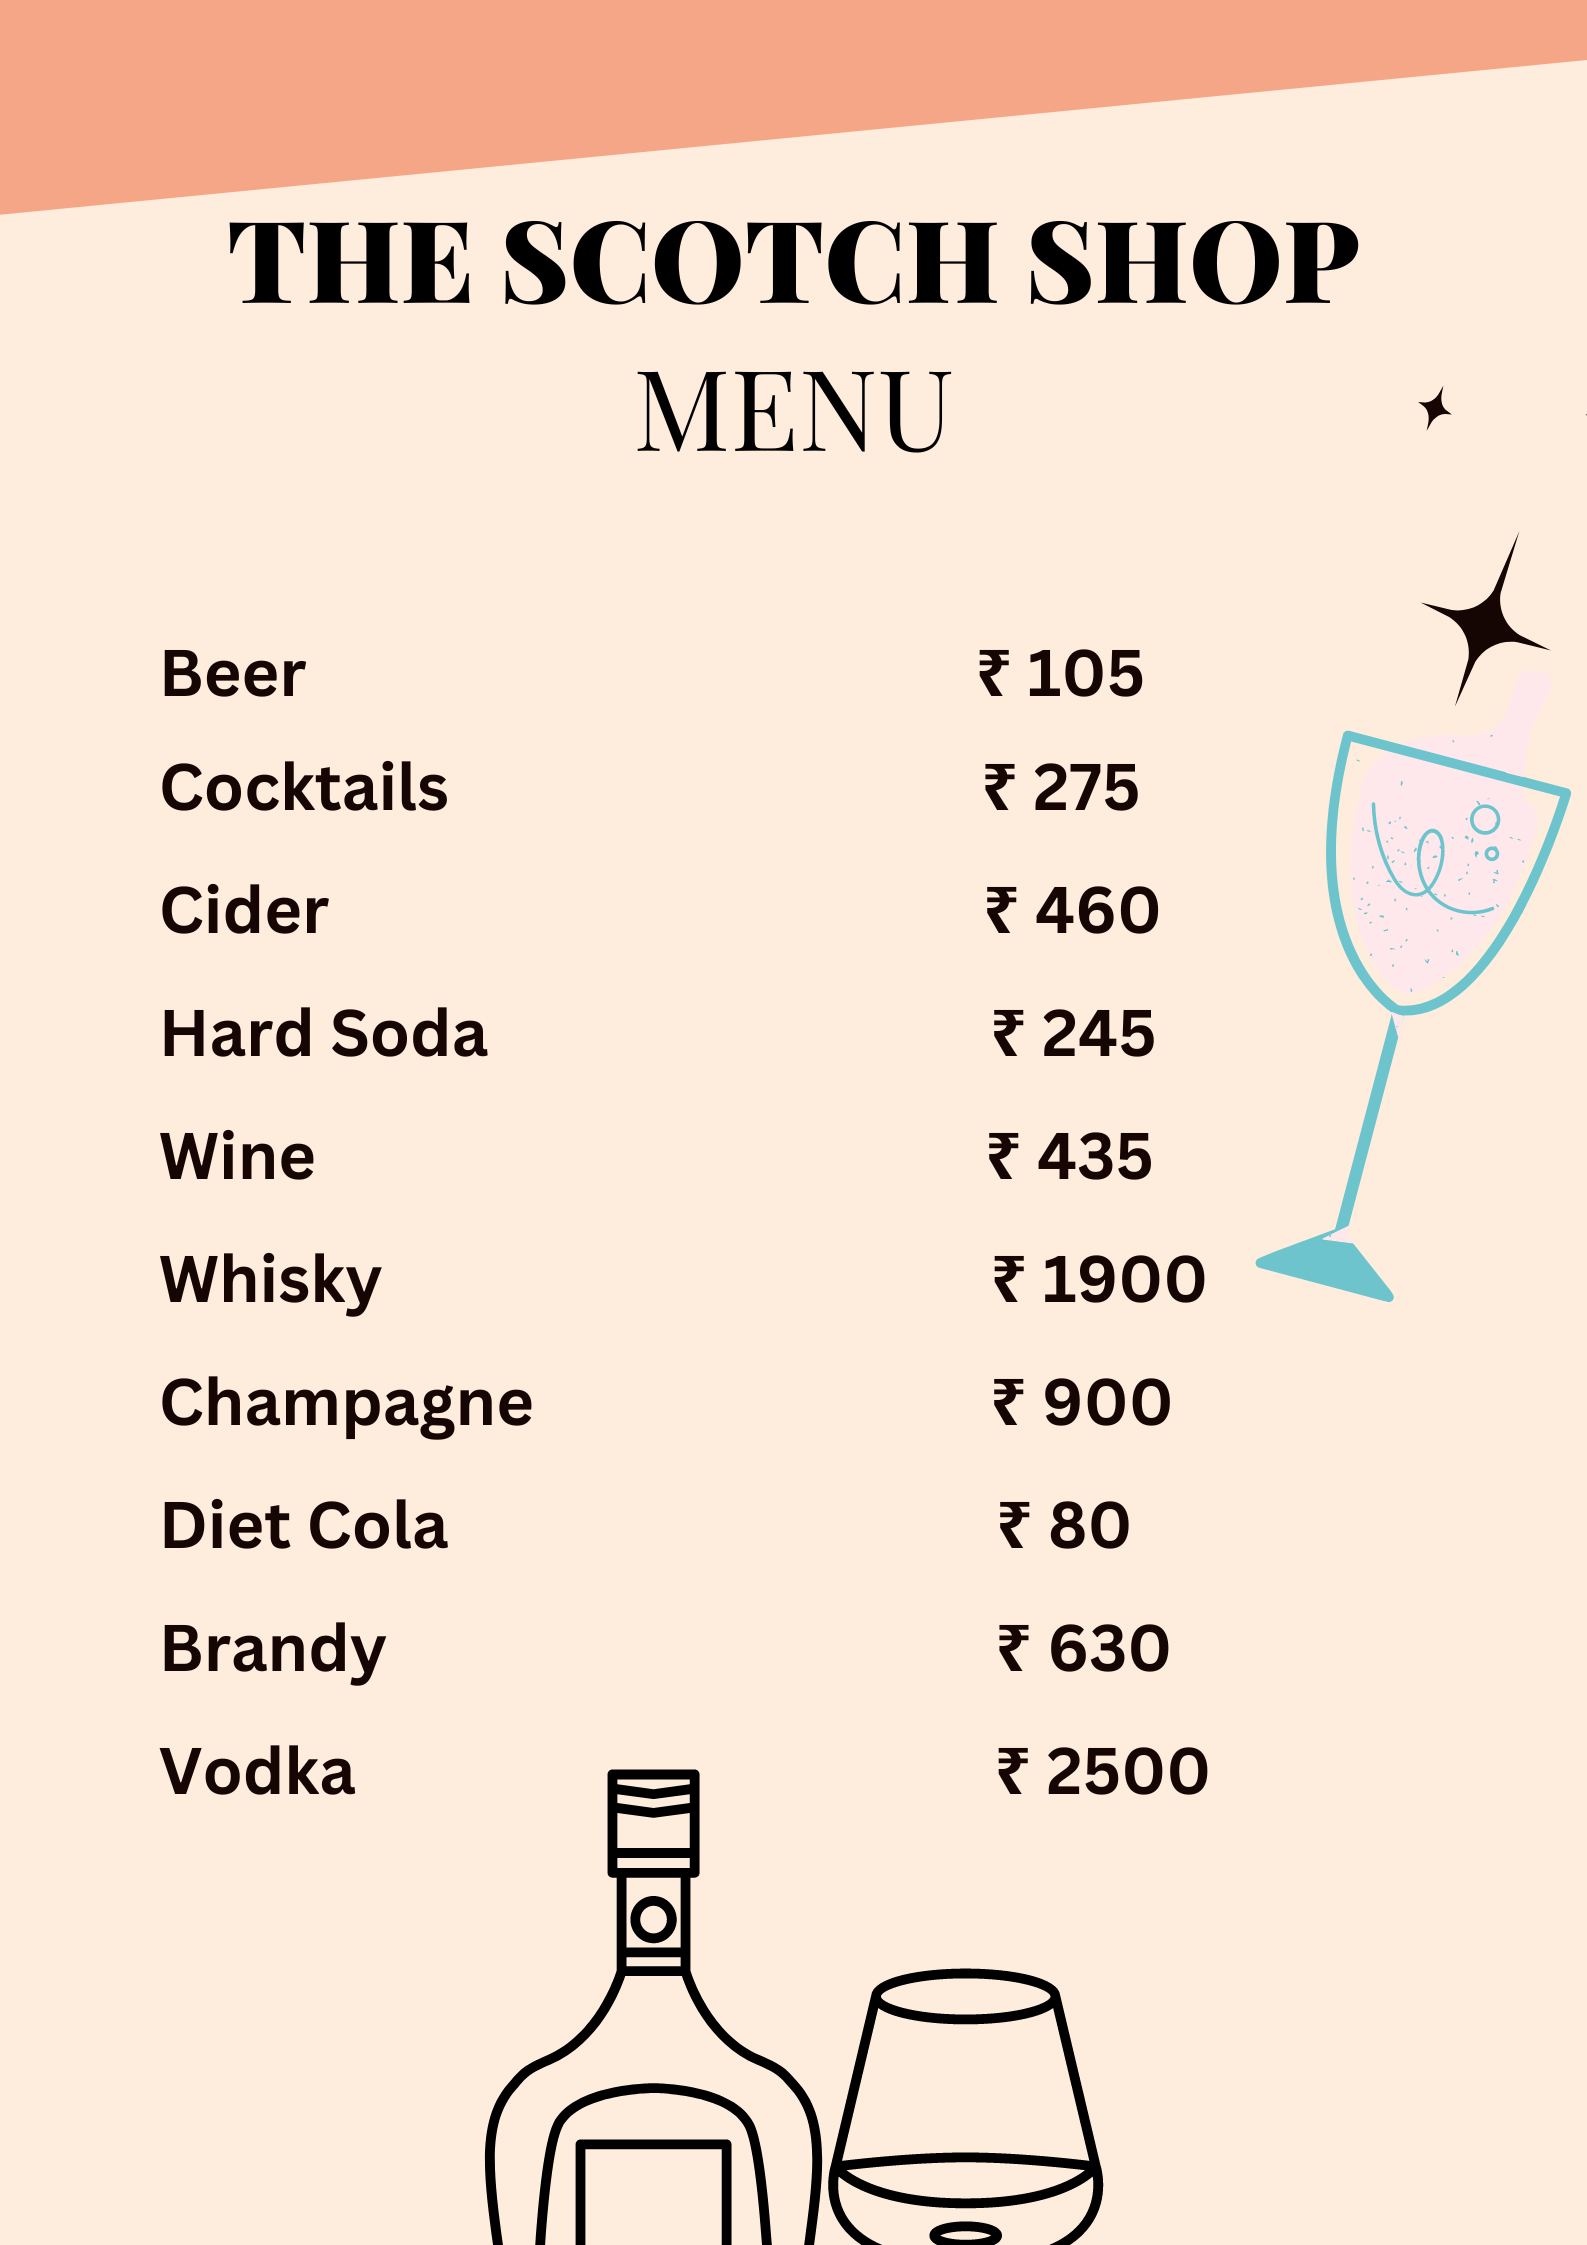 THE SCOTCH SHOP
MENU
Beer ₹ 105
Cocktails ₹ 275
Cider ₹ 460
Hard Soda ₹ 245
Wine ₹ 435
Whisky ₹ 1900
Champagne ₹ 900
Diet Cola ₹ 80
Brandy ₹ 630
Vodka ₹ 2500